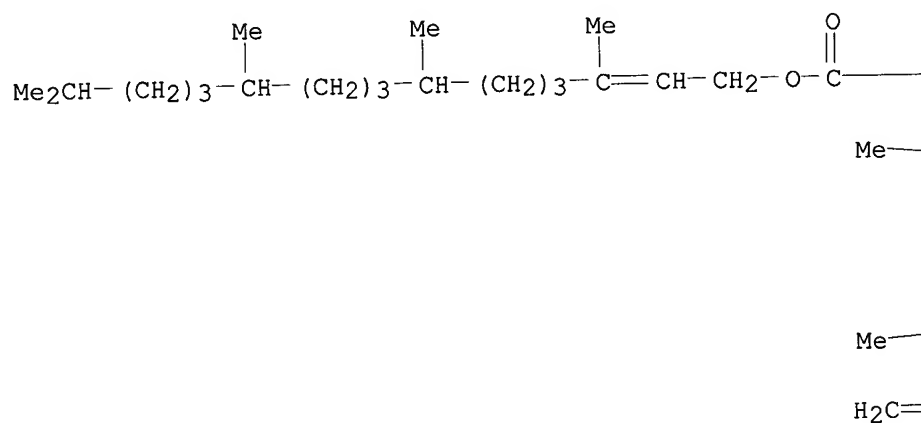 O
Me Me Me
Me2CH—(CH2)3—CH—(CH2)3—CH—(CH2)3—C=CH—CH2—O—C
Me
Me
H2C=